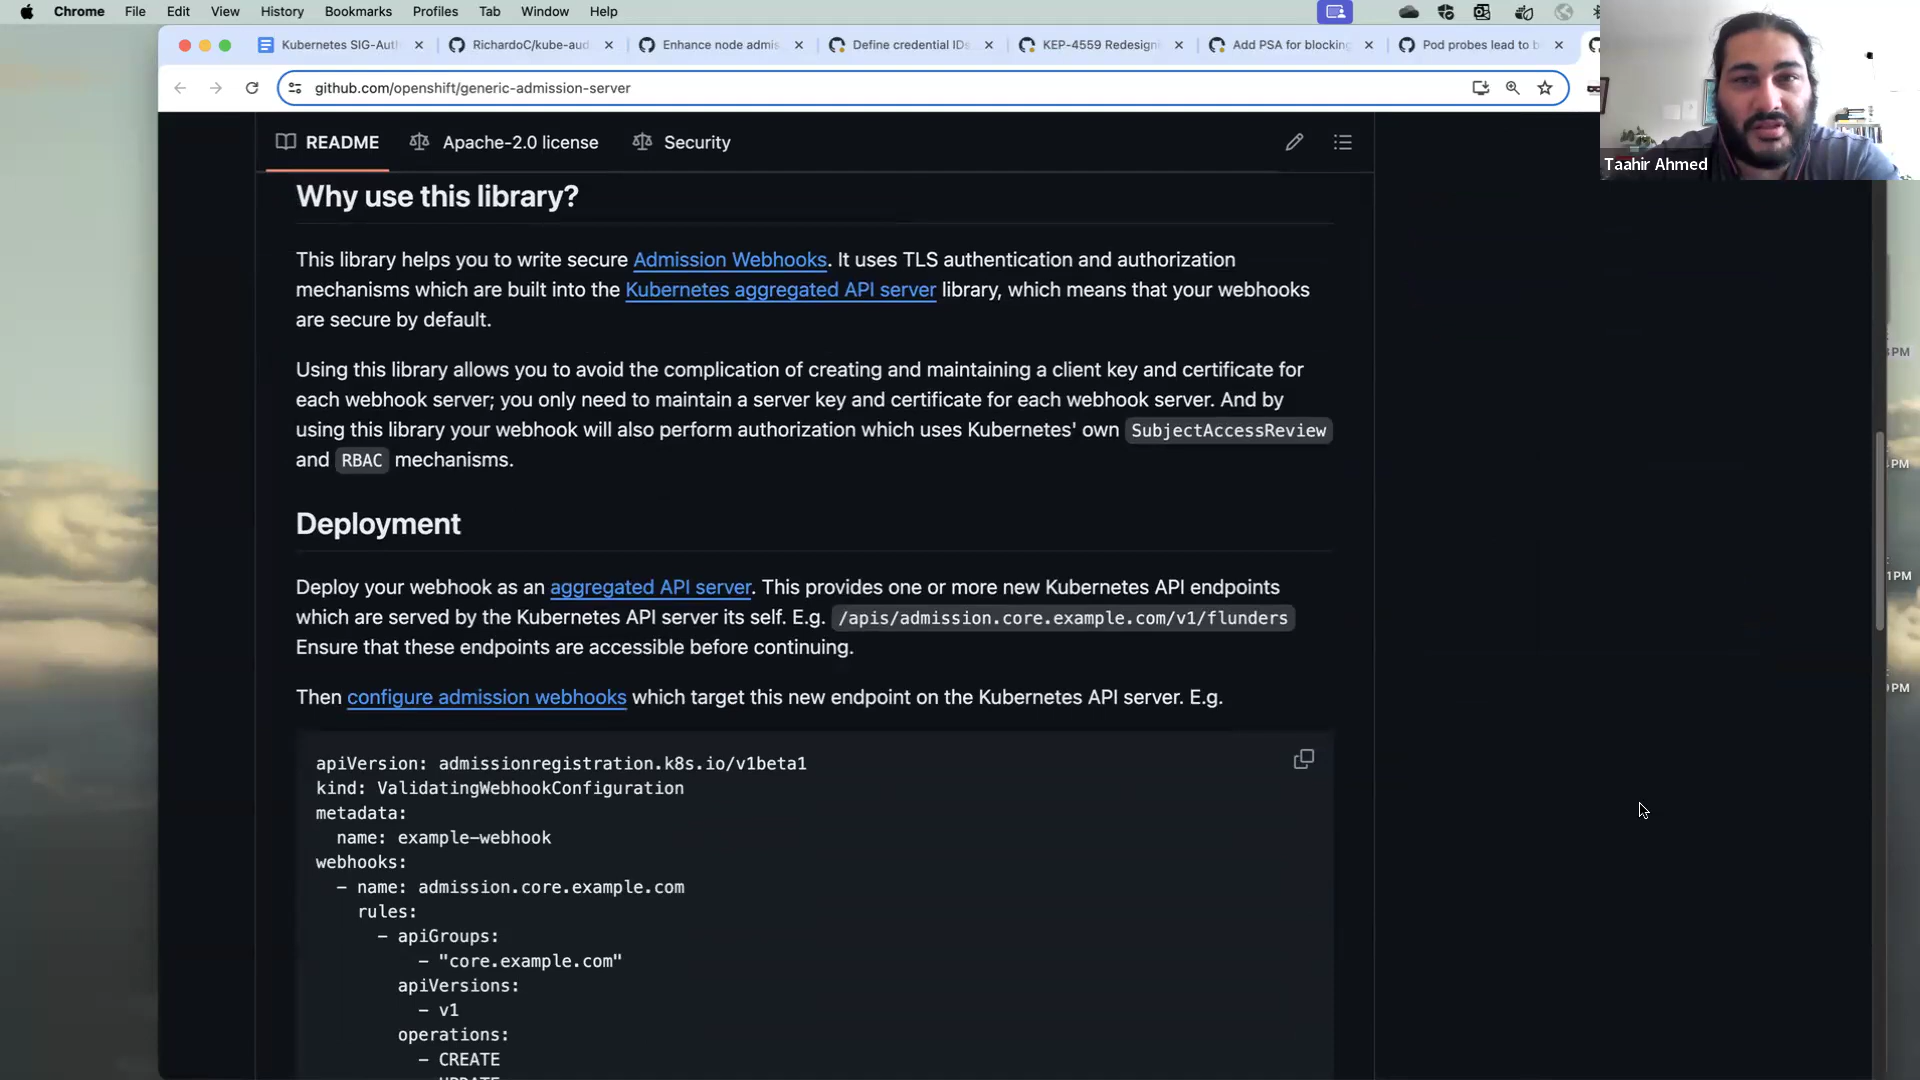 Chrome File Edit View History Bookmarks Profiles Tab Window Help
Kubernetes SIG-Auth
RichardoC/kube-aud
Enhance node admis
Define credential IDs
KEP-4559 Redesign
Add PSA for blocking
Pod probes lead to b
github.com/openshift/generic-admission-server
Taahir Ahmed
README
Apache-2.0 license
Security
Why use this library?
This library helps you to write secure Admission Webhooks. It uses TLS authentication and authorization
mechanisms which are built into the Kubernetes aggregated API server library, which means that your webhooks
are secure by default.
Using this library allows you to avoid the complication of creating and maintaining a client key and certificate for
each webhook server; you only need to maintain a server key and certificate for each webhook server. And by
using this library your webhook will also perform authorization which uses Kubernetes' own SubjectAccessReview
and RBAC mechanisms.
Deployment
Deploy your webhook as an aggregated API server. This provides one or more new Kubernetes API endpoints
which are served by the Kubernetes API server its self. E.g. /apis/admission.core.example.com/v1/flunders
Ensure that these endpoints are accessible before continuing.
Then configure admission webhooks which target this new endpoint on the Kubernetes API server. E.g.
apiVersion: admissionregistration.k8s.io/v1beta1
kind: ValidatingWebhookConfiguration
metadata:
name: example-webhook
webhooks:
- name: admission.core.example.com
rules:
- apiGroups:
- "core.example.com"
apiVersions:
- v1
operations:
- CREATE
PM
PM
1PM
PM